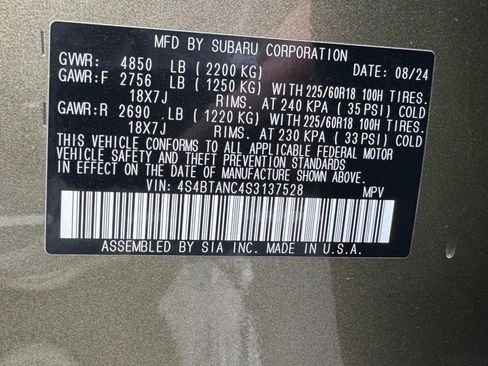 MFD BY SUBARU CORPORATION
GVWR: 4850 LB (2200 KG) DATE: 08/24
GAWR:F 2756 LB (1250 KG) WITH 225/60R18 100H TIRES.
18X7J RIMS. AT 240 KPA (35 PSI) COLD
GAWR:R 2690 LB (1220 KG) WITH 225/60R18 100H TIRES.
18X7J RIMS. AT 230 KPA (33 PSI) COLD
THIS VEHICLE CONFORMS TO ALL APPLICABLE FEDERAL MOTOR
VEHICLE SAFETY AND THEFT PREVENTION STANDARDS
IN EFFECT ON THE DATE OF MANUFACTURE SHOWN ABOVE.
VIN: 4S4BTANC4S3137528 MPV
ASSEMBLED BY SIA INC. MADE IN U.S.A.